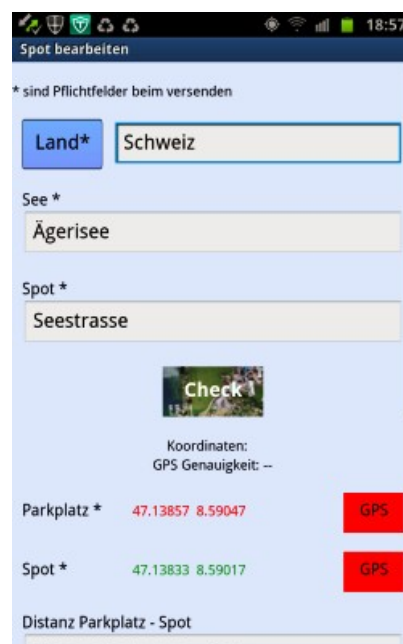 18:57
Spot bearbeiten
* sind Pflichtfelder beim versenden
Land* Schweiz
See *
Ägerisee
Spot *
Seestrasse
Check
Koordinaten:
GPS Genauigkeit: --
Parkplatz * 47.13857 8.59047 GPS
Spot * 47.13833 8.59017 GPS
Distanz Parkplatz - Spot